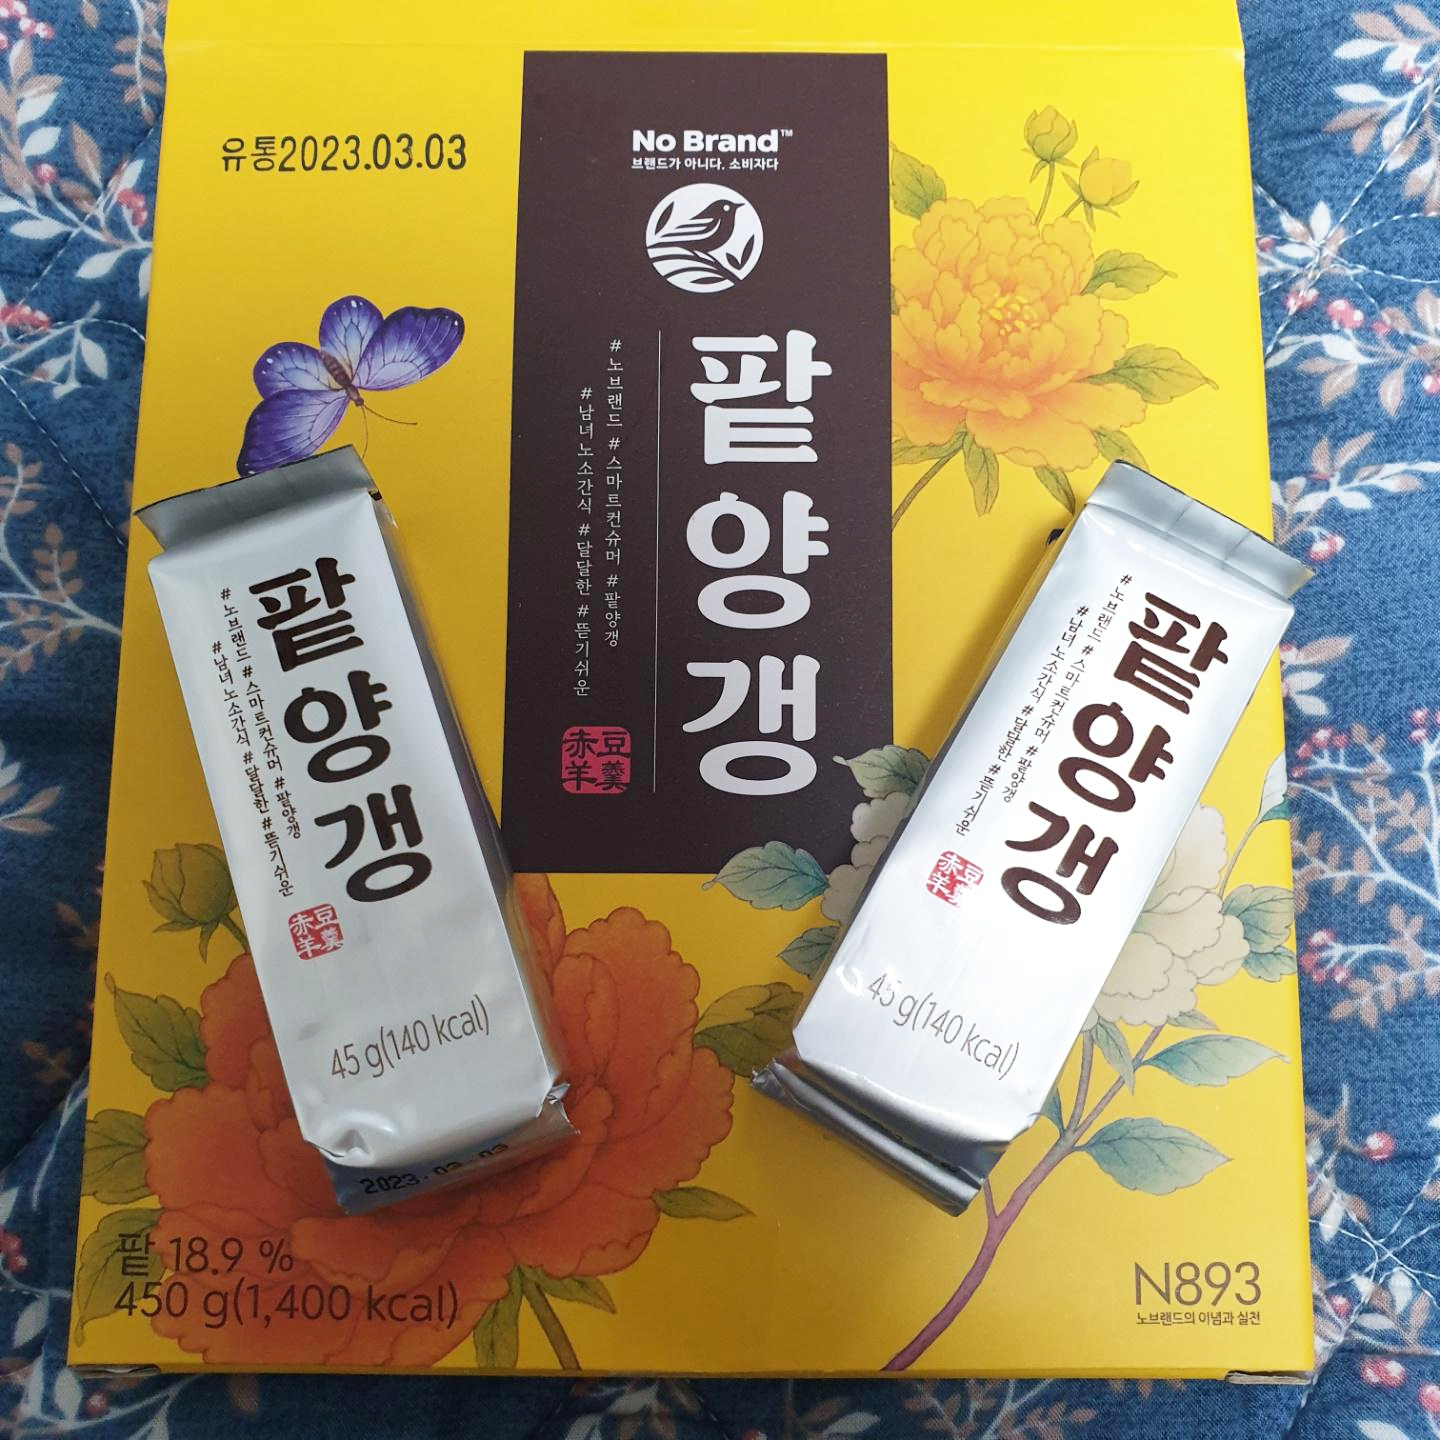 유통2023.03.03
No Brand™
브랜드가 아니다. 소비자다
팥양갱
#노브랜드 #스마트컨슈머 #팥양갱
#남녀노소간식 #달달한 #뜯기쉬운
豆羹
赤羊
팥양갱
#노브랜드 #스마트컨슈머 #팥양갱
#남녀노소간식 #달달한 #뜯기쉬운
豆羹
赤羊
45 g(140 kcal)
2023.03.03
팥양갱
#노브랜드 #스마트컨슈머 #팥양갱
#남녀노소간식 #달달한 #뜯기쉬운
豆羹
赤羊
45 g(140 kcal)
팥 18.9 %
450 g(1,400 kcal)
N893
노브랜드의 이념과 실천